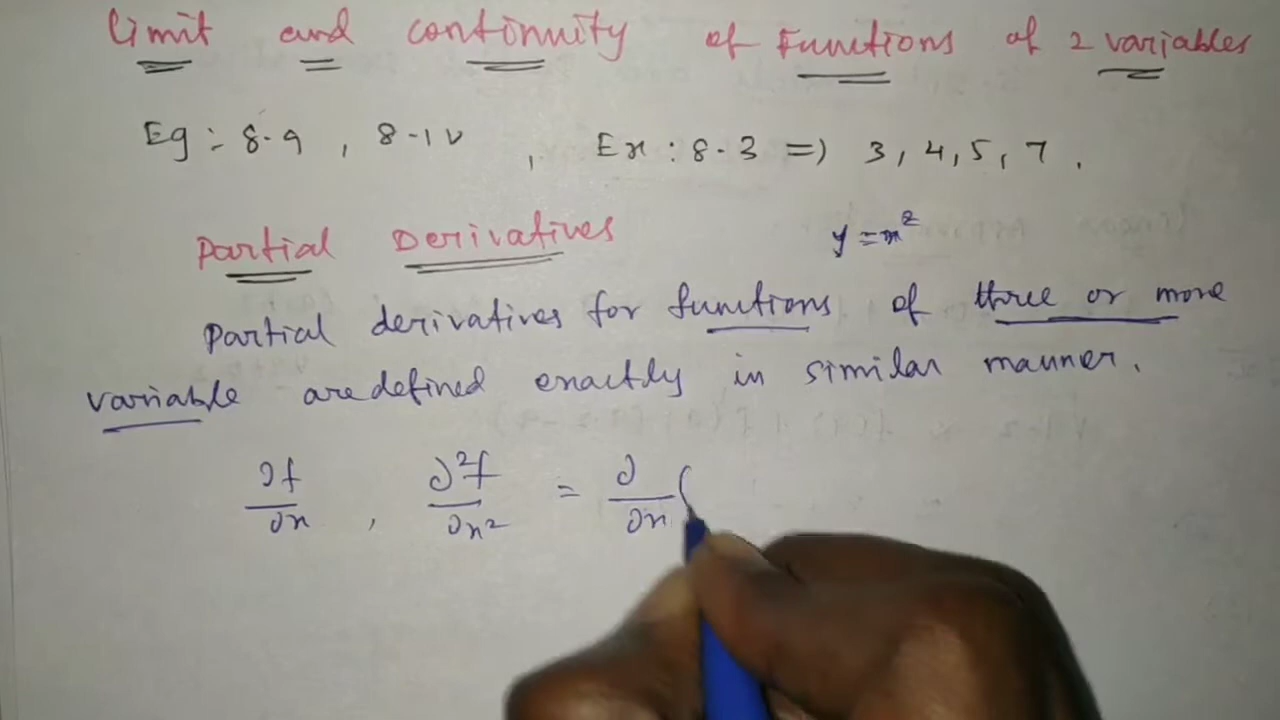 Limit and continuity of Functions of 2 variables
Eg : 8.9 , 8.10 , Ex : 8.3 => 3, 4, 5, 7 .
Partial Derivatives y = x²
Partial derivatives for functions of three or more
variable are defined exactly in similar manner.
∂f/∂x , ∂²f/∂x² = ∂/∂x (